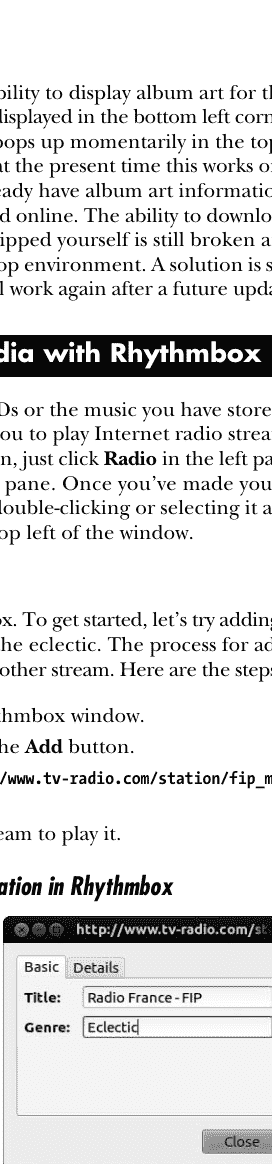 bility to display album art for th
displayed in the bottom left corn
pops up momentarily in the top
at the present time this works o
eady have album art informatio
d online. The ability to downlo
ipped yourself is still broken a
op environment. A solution is s
l work again after a future upda
dia with Rhythmbox
Ds or the music you have store
ou to play Internet radio strea
n, just click Radio in the left pa
pane. Once you’ve made you
double-clicking or selecting it a
op left of the window.
ox. To get started, let’s try adding
he eclectic. The process for ad
other stream. Here are the steps
thmbox window.
he Add button.
/www.tv-radio.com/station/fip_m
eam to play it.
ation in Rhythmbox
http://www.tv-radio.com/st
Basic Details
Title: Radio France - FIP
Genre: Eclectic
Close